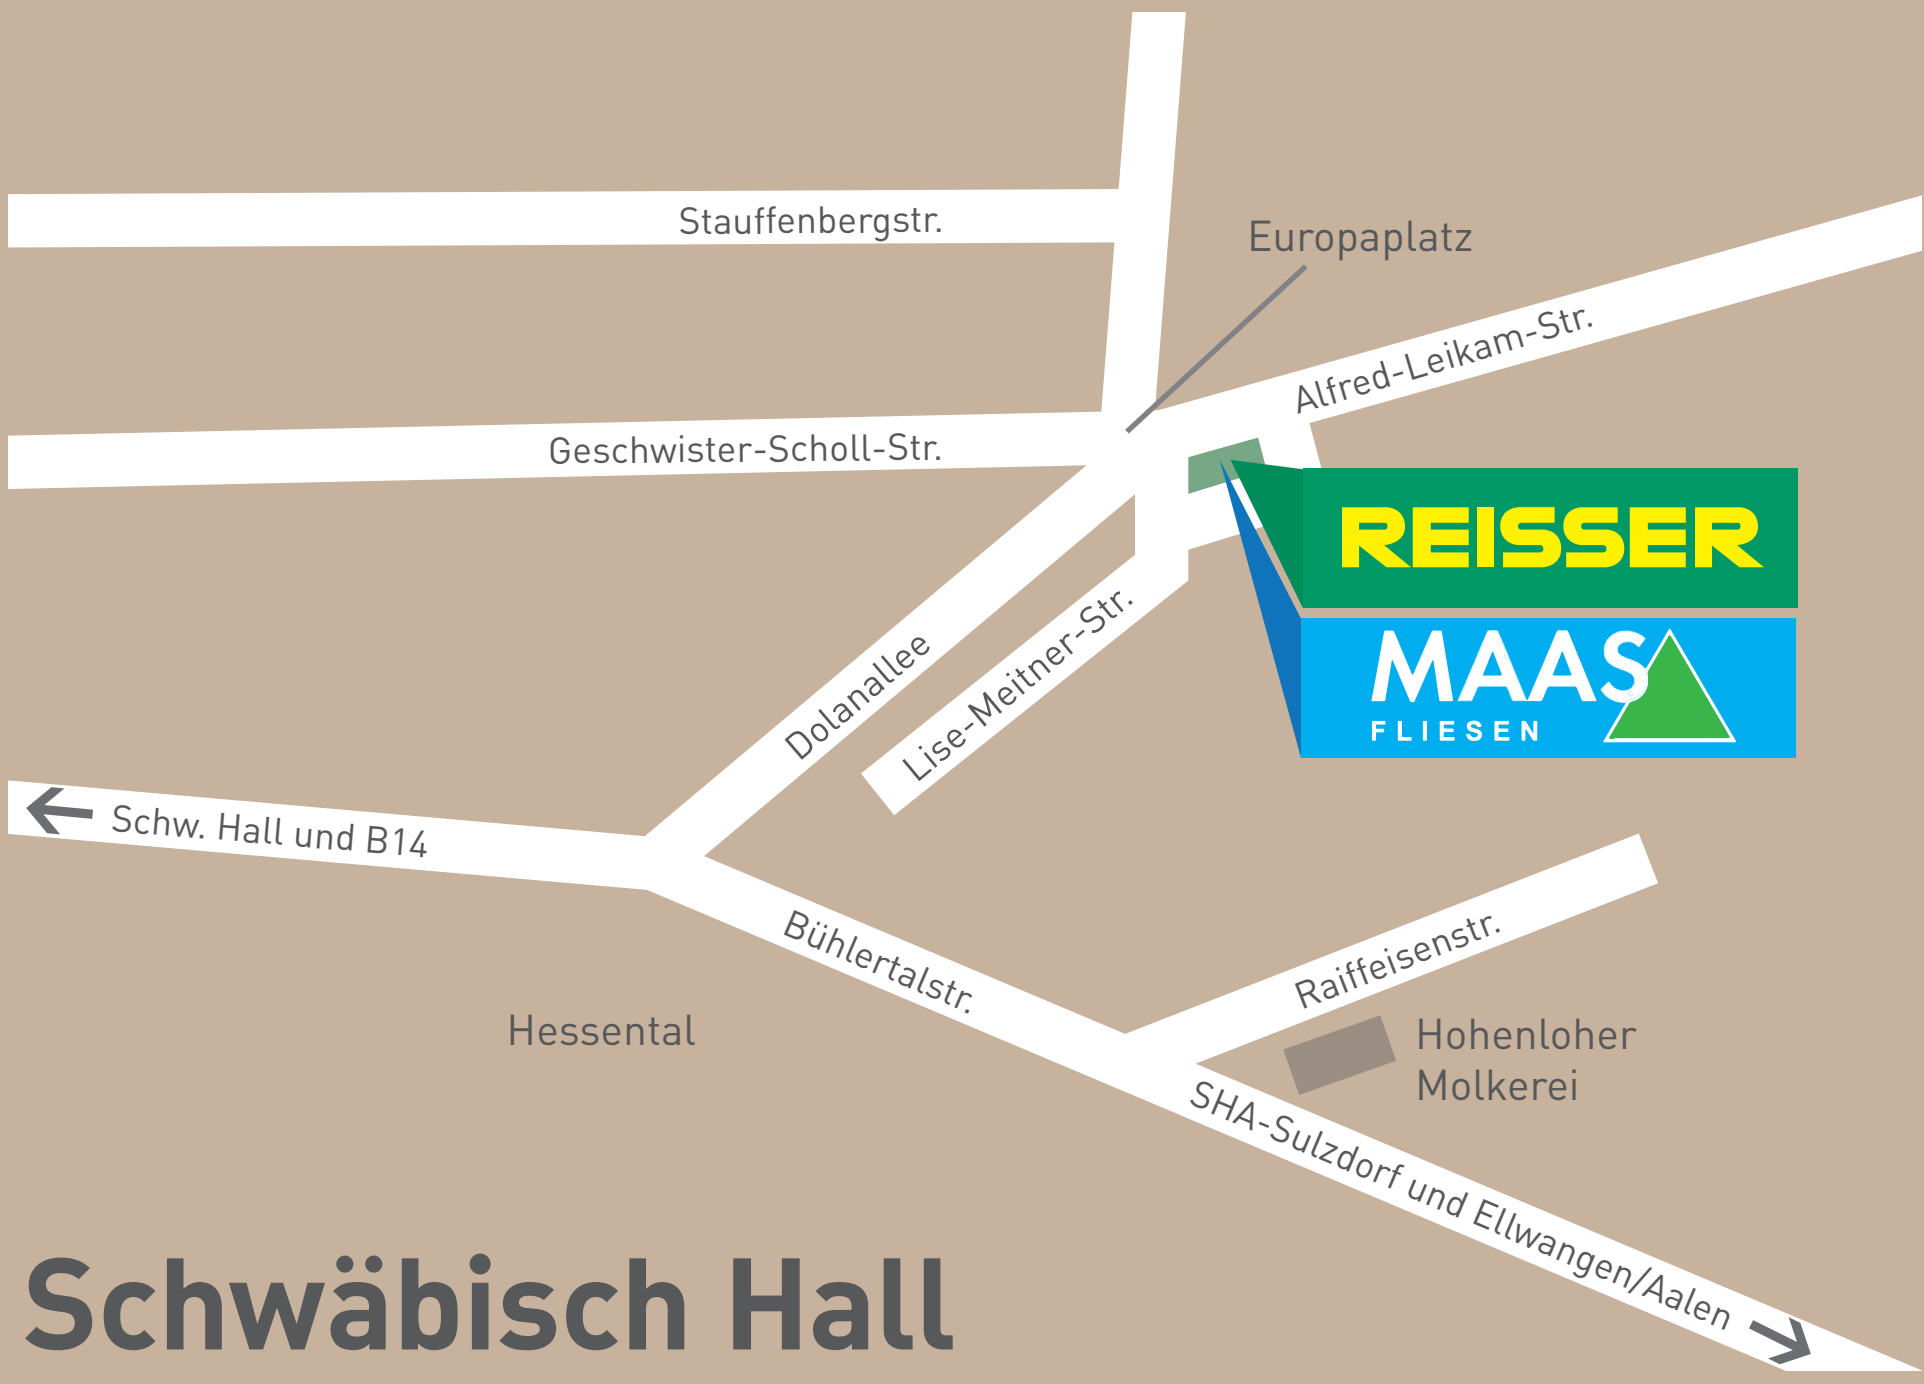 Stauffenbergstr.
Europaplatz
Alfred-Leikam-Str.
Geschwister-Scholl-Str.
REISSER
MAAS
FLIESEN
Dolanallee
Lise-Meitner-Str.
Schw. Hall und B14
Bühlertalstr.
Raiffeisenstr.
Hessental
Hohenloher
Molkerei
SHA-Sulzdorf und Ellwangen/Aalen
Schwäbisch Hall